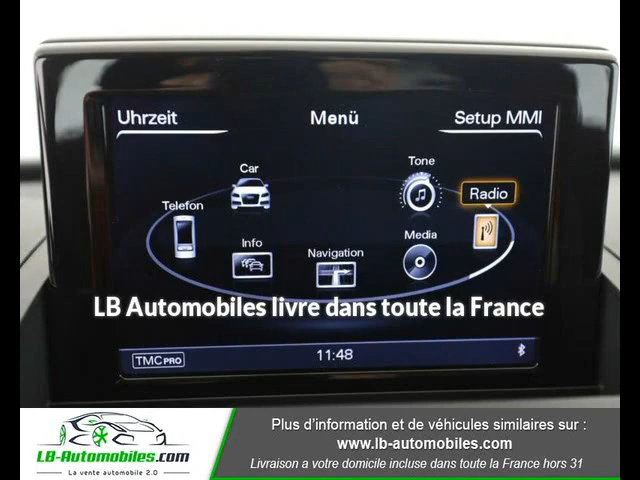 Uhrzeit Menü Setup MMI
Car Tone
Telefon Radio
Info Navigation Media
LB Automobiles livre dans toute la France
TMC PRO 11:48
LB-Automobiles.com
La vente automobile 2.0
Plus d'information et de véhicules similaires sur :
www.lb-automobiles.com
Livraison a votre domicile incluse dans toute la France hors 31